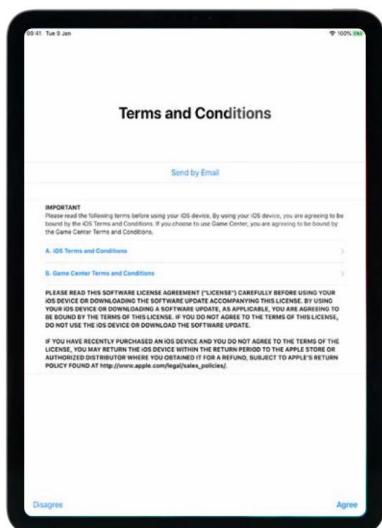 09:41 Tue 9 Jan
100%
Terms and Conditions
Send by Email
IMPORTANT
Please read the following terms before using your iOS device. By using your iOS device, you are agreeing to be
bound by the iOS Terms and Conditions. If you choose to use Game Center, you are agreeing to be bound by
the Game Center Terms and Conditions.
A. iOS Terms and Conditions
B. Game Center Terms and Conditions
PLEASE READ THIS SOFTWARE LICENSE AGREEMENT ("LICENSE") CAREFULLY BEFORE USING YOUR
iOS DEVICE OR DOWNLOADING THE SOFTWARE UPDATE ACCOMPANYING THIS LICENSE. BY USING
YOUR iOS DEVICE OR DOWNLOADING A SOFTWARE UPDATE, AS APPLICABLE, YOU ARE AGREEING TO
BE BOUND BY THE TERMS OF THIS LICENSE. IF YOU DO NOT AGREE TO THE TERMS OF THIS LICENSE,
DO NOT USE THE iOS DEVICE OR DOWNLOAD THE SOFTWARE UPDATE.
IF YOU HAVE RECENTLY PURCHASED AN iOS DEVICE AND YOU DO NOT AGREE TO THE TERMS OF THE
LICENSE, YOU MAY RETURN THE iOS DEVICE WITHIN THE RETURN PERIOD TO THE APPLE STORE OR
AUTHORIZED DISTRIBUTOR WHERE YOU OBTAINED IT FOR A REFUND, SUBJECT TO APPLE'S RETURN
POLICY FOUND AT http://www.apple.com/legal/sales_policies/.
Disagree Agree